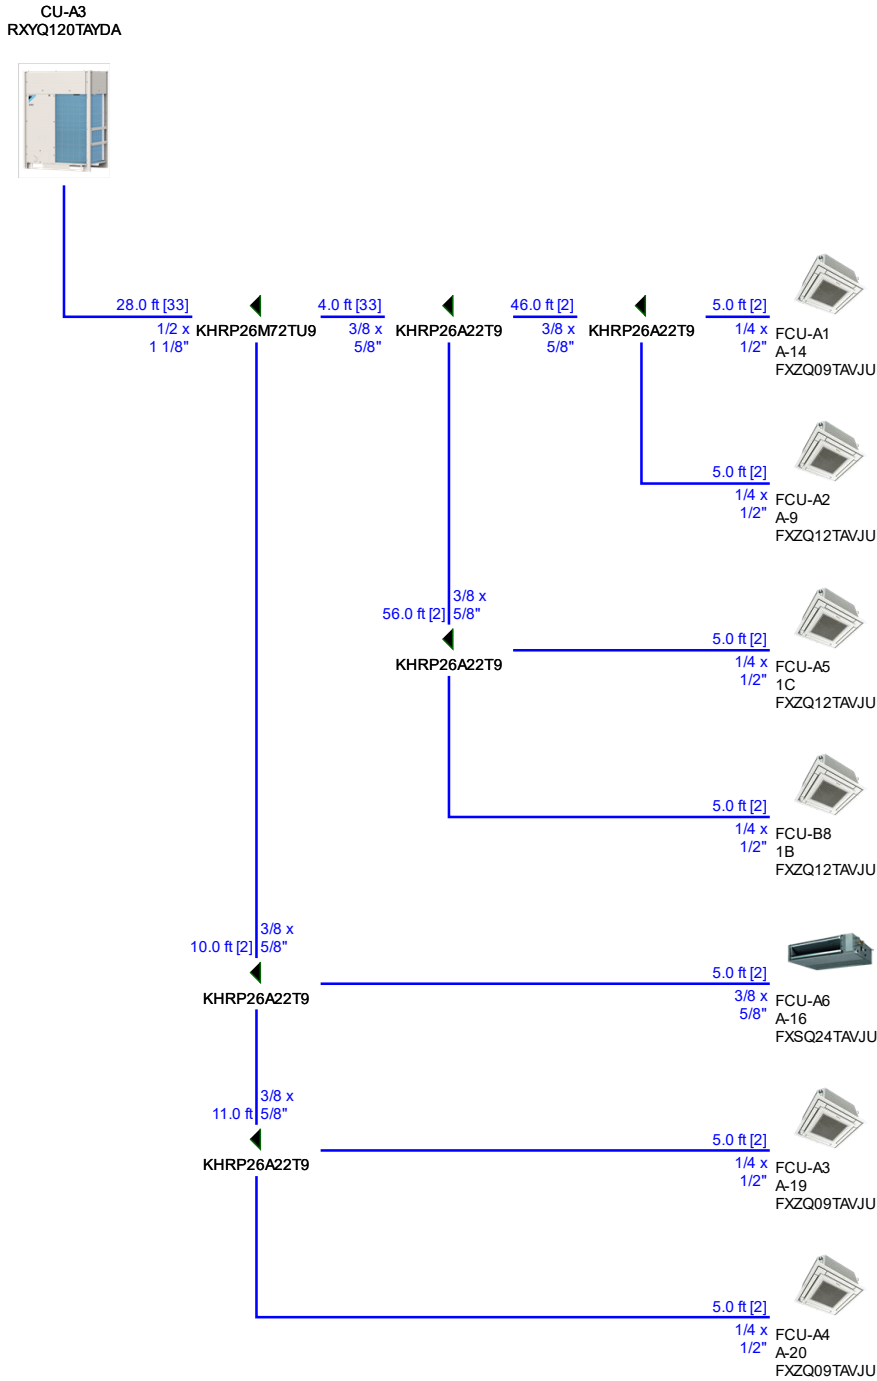 CU-A3
RXYQ120TAYDA
28.0 ft [33]
1/2 x
1 1/8"
KHRP26M72TU9
4.0 ft [33]
3/8 x
5/8"
KHRP26A22T9
46.0 ft [2]
3/8 x
5/8"
KHRP26A22T9
5.0 ft [2]
1/4 x
1/2"
FCU-A1
A-14
FXZQ09TAVJU
5.0 ft [2]
1/4 x
1/2"
FCU-A2
A-9
FXZQ12TAVJU
3/8 x
56.0 ft [2] 5/8"
KHRP26A22T9
5.0 ft [2]
1/4 x
1/2"
FCU-A5
1C
FXZQ12TAVJU
5.0 ft [2]
1/4 x
1/2"
FCU-B8
1B
FXZQ12TAVJU
3/8 x
10.0 ft [2] 5/8"
KHRP26A22T9
5.0 ft [2]
3/8 x
5/8"
FCU-A6
A-16
FXSQ24TAVJU
3/8 x
11.0 ft 5/8"
KHRP26A22T9
5.0 ft [2]
1/4 x
1/2"
FCU-A3
A-19
FXZQ09TAVJU
5.0 ft [2]
1/4 x
1/2"
FCU-A4
A-20
FXZQ09TAVJU